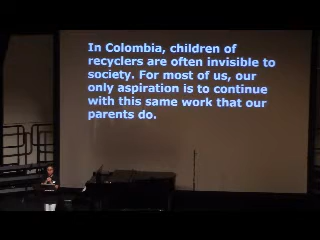 In Colombia, children of
recyclers are often invisible to
society. For most of us, our
only aspiration is to continue
with this same work that our
parents do.